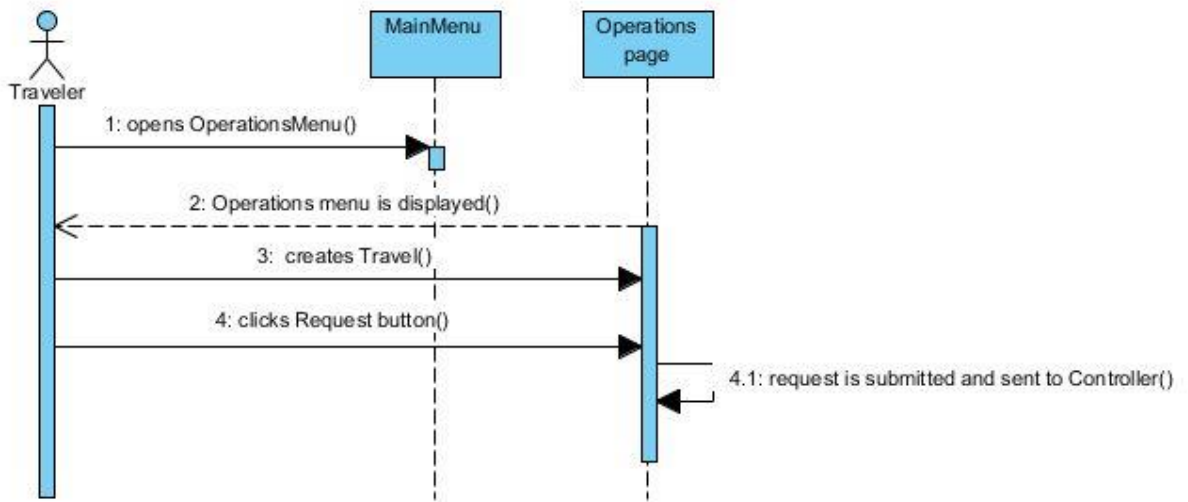 MainMenu
Operations
page
Traveler
1: opens OperationsMenu()
2: Operations menu is displayed()
3: creates Travel()
4: clicks Request button()
4.1: request is submitted and sent to Controller()